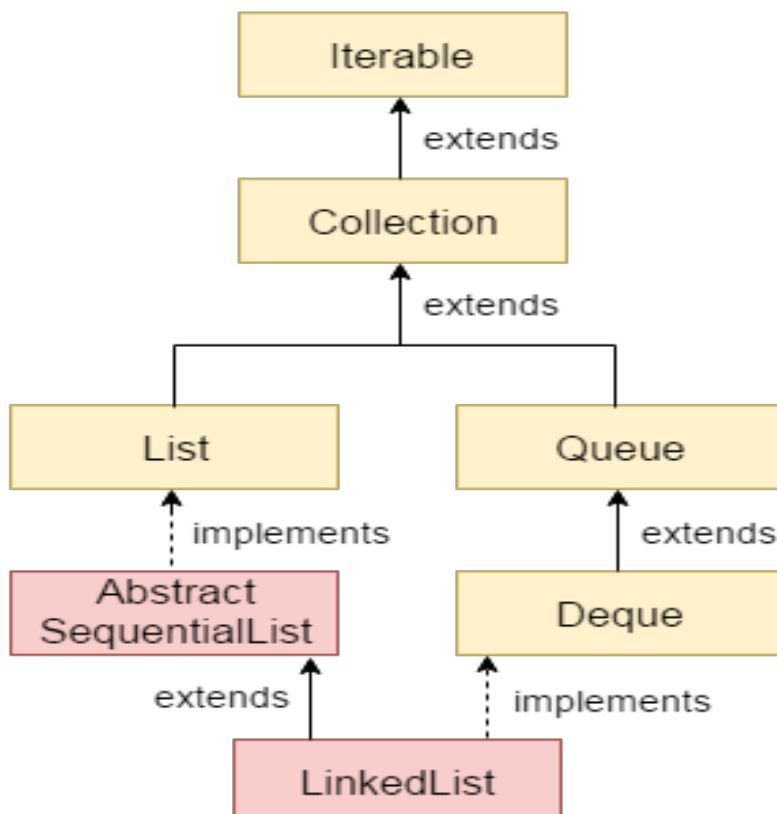 Iterable
extends
Collection
extends
List
Queue
implements
extends
Abstract
SequentialList
Deque
extends
implements
LinkedList